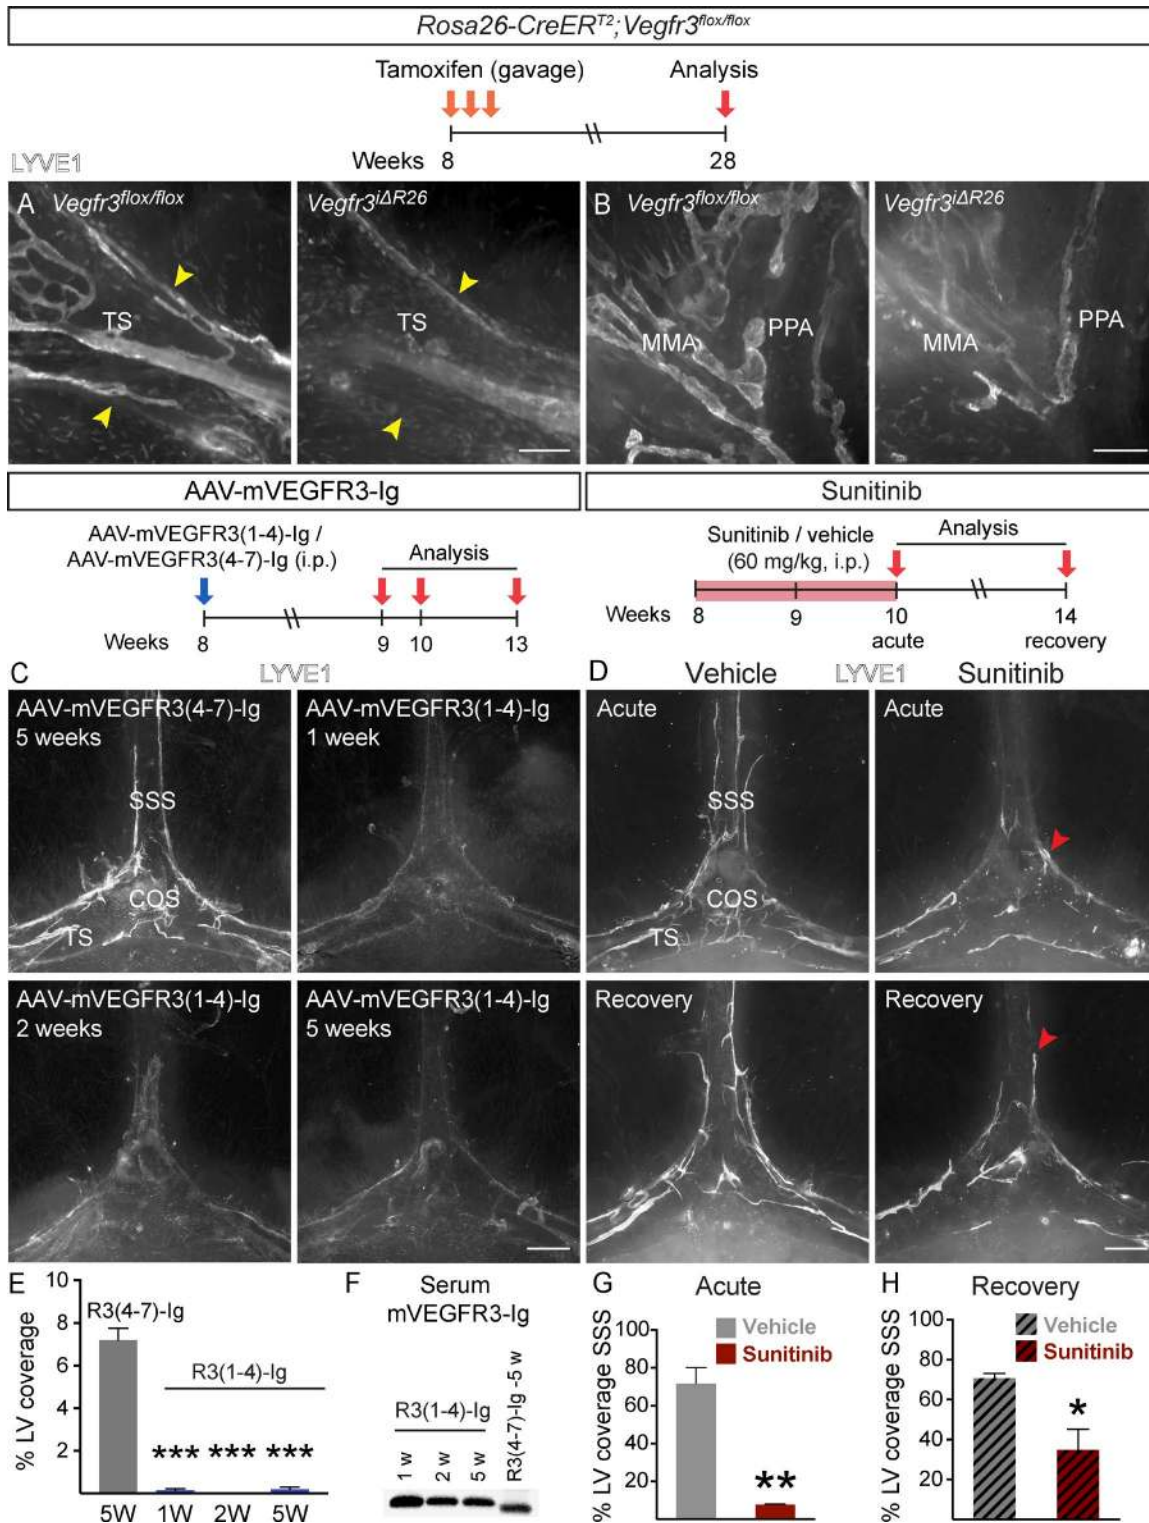 Rosa26-CreERT2;Vegfr3flox/flox
Tamoxifen (gavage)
Analysis
Weeks 8 28
LYVE1
A Vegfr3flox/flox
TS
Vegfr3iΔR26
TS
B Vegfr3flox/flox
MMA PPA
Vegfr3iΔR26
MMA PPA
AAV-mVEGFR3-Ig
AAV-mVEGFR3(1-4)-Ig /
AAV-mVEGFR3(4-7)-Ig (i.p.)
Analysis
Weeks 8 9 10 13
Sunitinib
Sunitinib / vehicle
(60 mg/kg, i.p.)
Analysis
Weeks 8 9 10 14
acute recovery
C LYVE1
AAV-mVEGFR3(4-7)-Ig
5 weeks
SSS
COS
TS
AAV-mVEGFR3(1-4)-Ig
1 week
AAV-mVEGFR3(1-4)-Ig
2 weeks
AAV-mVEGFR3(1-4)-Ig
5 weeks
D Vehicle LYVE1 Sunitinib
Acute
SSS
COS
TS
Acute
Recovery
Recovery
E
% LV coverage
10
8
6
4
2
R3(4-7)-Ig
R3(1-4)-Ig
*** *** ***
5W 1W 2W 5W
F Serum
mVEGFR3-Ig
R3(1-4)-Ig
1 w
2 w
5 w
R3(4-7)-Ig -5 w
G Acute
% LV coverage SSS
100
80
60
40
20
Vehicle
Sunitinib
**
H Recovery
% LV coverage SSS
100
80
60
40
20
Vehicle
Sunitinib
*